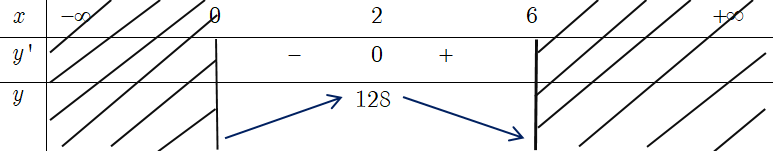 x −∞ 0 2 6 +∞
y' − 0 +
y 128